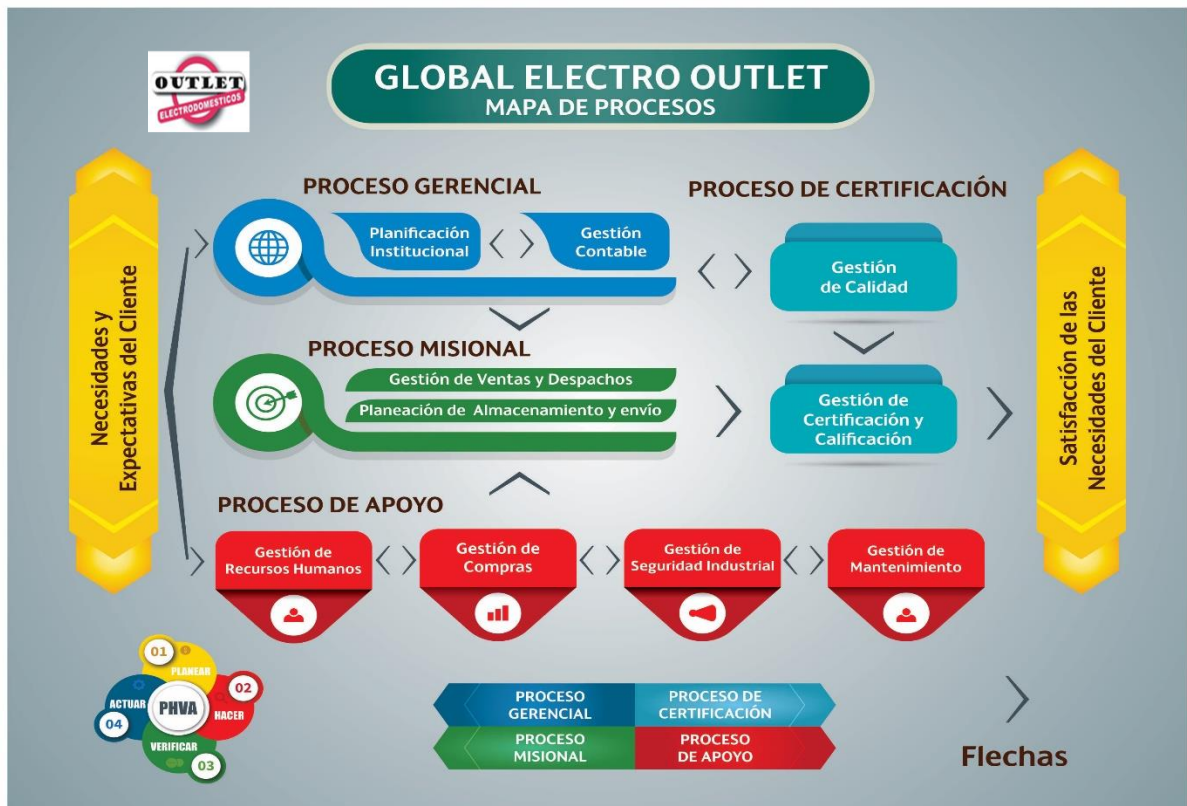 OUTLET
ELECTRODOMESTICOS
GLOBAL ELECTRO OUTLET
MAPA DE PROCESOS
Necesidades y
Expectativas del Cliente
PROCESO GERENCIAL
Planificación
Institucional
Gestión
Contable
PROCESO DE CERTIFICACIÓN
Gestión
de Calidad
PROCESO MISIONAL
Gestión de Ventas y Despachos
Planeación de Almacenamiento y envío
Gestión de
Certificación y
Calificación
PROCESO DE APOYO
Gestión de
Recursos Humanos
Gestión de
Compras
Gestión de
Seguridad Industrial
Gestión de
Mantenimiento
Satisfacción de las
Necesidades del Cliente
01
PLANEAR
02
HACER
PHVA
ACTUAR
04
VERIFICAR
03
PROCESO
GERENCIAL
PROCESO DE
CERTIFICACIÓN
PROCESO
MISIONAL
PROCESO
DE APOYO
Flechas